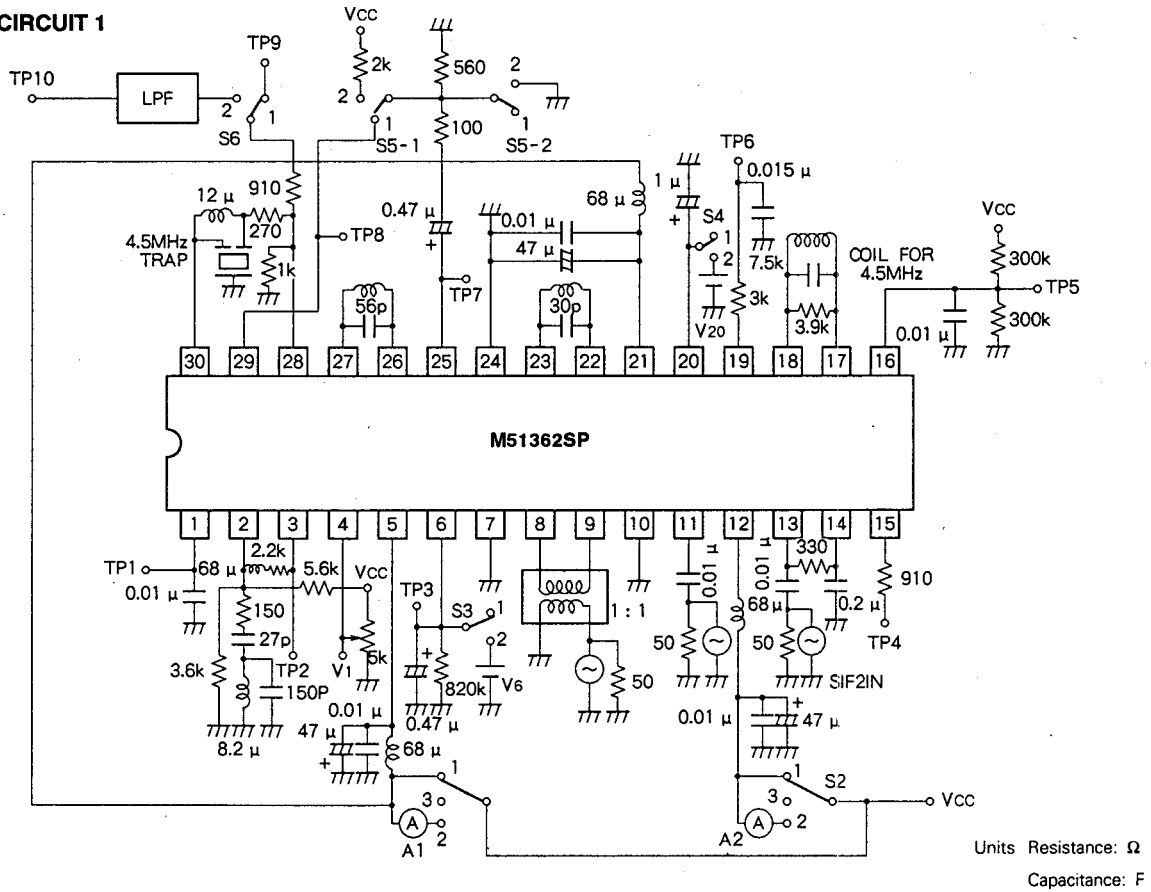 CIRCUIT 1
VCC
TP9
TP10
LPF
2
1
S6
2k
2
1
S5-1
560
100
2
1
S5-2
TP6
0.015 μ
1 μ
910
12 μ
270
4.5MHz
TRAP
1k
TP8
0.47 μ
+
TP7
0.01 μ
47 μ
68 μ
S4
1
2
+
V20
7.5k
3k
COIL FOR
4.5MHz
3.9k
VCC
300k
TP5
300k
0.01 μ
56p
30p
30
29
28
27
26
25
24
23
22
21
20
19
18
17
16
M51362SP
1
2
3
4
5
6
7
8
9
10
11
12
13
14
15
TP1
0.01 μ
68 μ
2.2k
5.6k
VCC
150
27p
3.6k
TP2
V1
5k
150P
8.2 μ
TP3
S3
1
2
+
820k
V6
0.47 μ
0.01 μ
47 μ
+
68 μ
1 : 1
50
0.01 μ
50
68 μ
0.01 μ
330
0.2 μ
50
SIF2IN
910
TP4
0.01 μ
+
47 μ
1
3
2
A
A1
1
S2
3
2
A
A2
VCC
Units Resistance: Ω
Capacitance: F